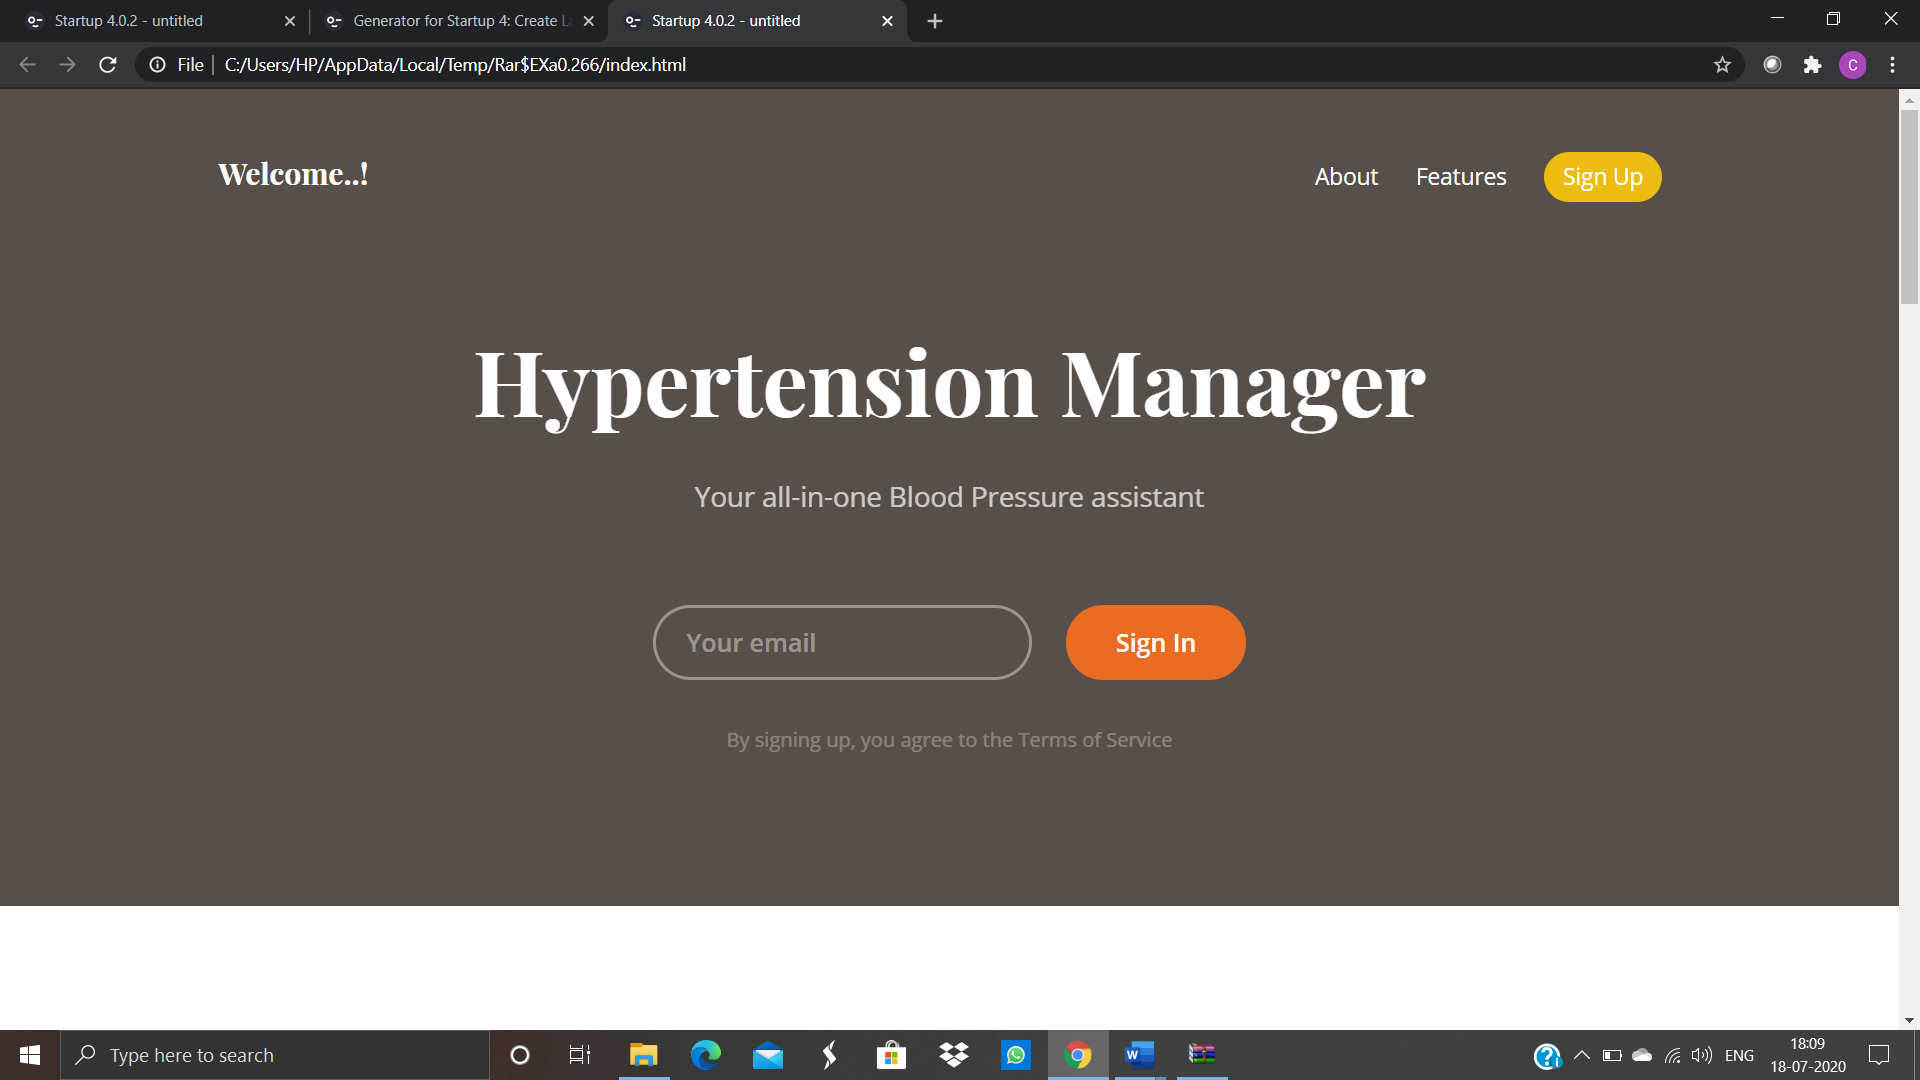 Startup 4.0.2 - untitled
Generator for Startup 4: Create L
Startup 4.0.2 - untitled
C
File
C:/Users/HP/AppData/Local/Temp/Rar$EXa0.266/index.html
Welcome..!
About
Features
Sign Up
Hypertension Manager
Your all-in-one Blood Pressure assistant
Your email
Sign In
By signing up, you agree to the Terms of Service
Type here to search
W
ENG
18:09
18-07-2020